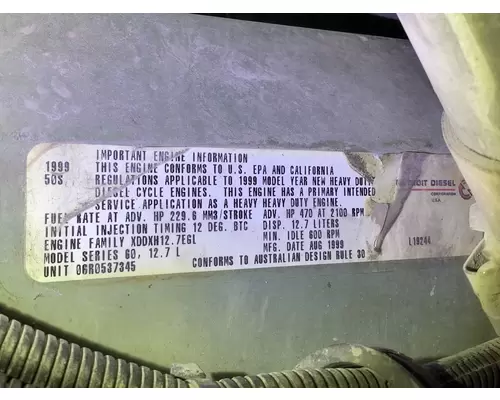 IMPORTANT ENGINE INFORMATION
1999 THIS ENGINE CONFORMS TO U.S. EPA AND CALIFORNIA
50S. REGULATIONS APPLICABLE TO 1999 MODEL YEAR NEW HEAVY DUTY
DIESEL CYCLE ENGINES. THIS ENGINE HAS A PRIMARY INTENDED
SERVICE APPLICATION AS A HEAVY HEAVY DUTY ENGINE.
FUEL RATE AT ADV. HP 229.6 MM3/STROKE ADV. HP 470 AT 2100 RPM
INITIAL INJECTION TIMING 12 DEG. BTC. DISP. 12.7 LITERS
ENGINE FAMILY XDDXH12.7EGL MIN. IDLE 600 RPM
MODEL SERIES 60, 12.7 L MFG. DATE AUG 1999
UNIT 06R0537345 CONFORMS TO AUSTRALIAN DESIGN RULE 30
DIESEL
CORPORATION
USA